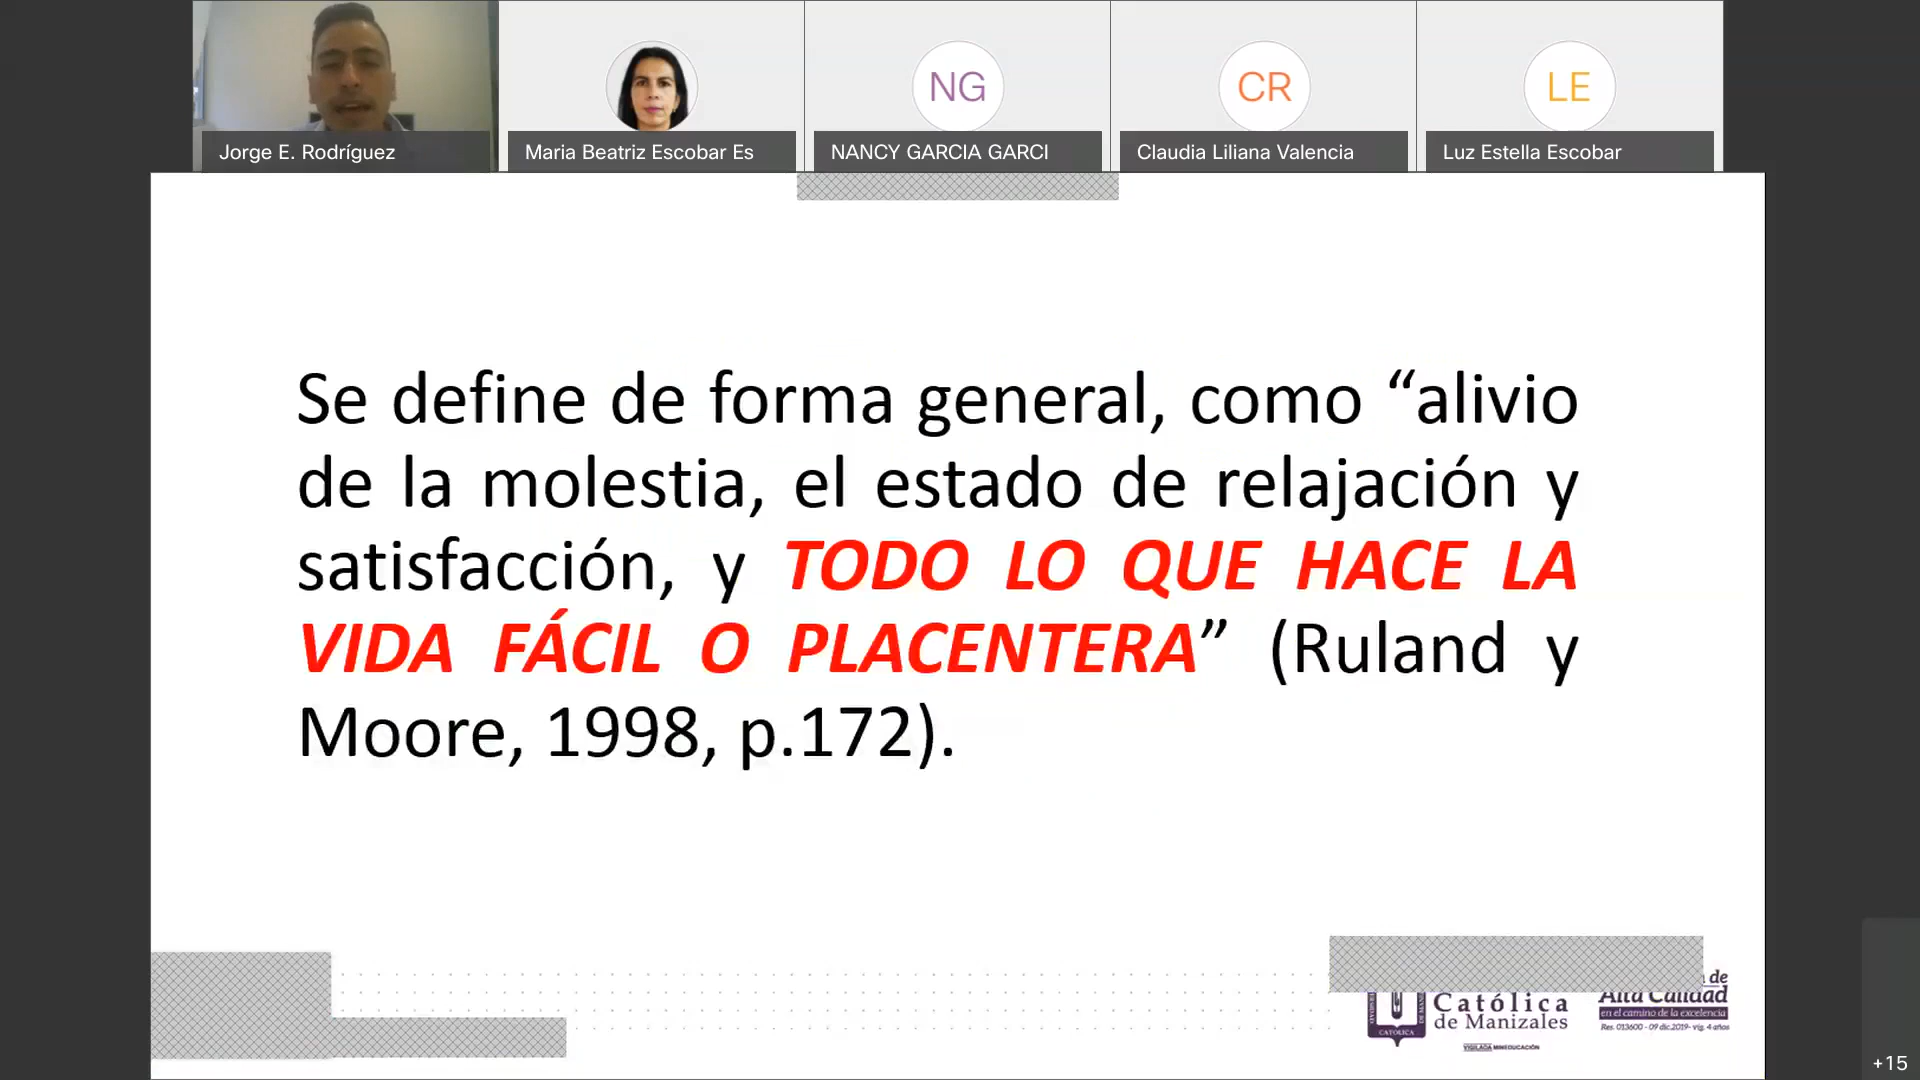 Jorge E. Rodríguez
Maria Beatriz Escobar Es
NG
NANCY GARCIA GARCI
CR
Claudia Liliana Valencia
LE
Luz Estella Escobar
Se define de forma general, como “alivio
de la molestia, el estado de relajación y
satisfacción, y TODO LO QUE HACE LA
VIDA FÁCIL O PLACENTERA” (Ruland y
Moore, 1998, p.172).
Católica
de Manizales
CATÓLICA
VIGILADA MINEDUCACIÓN
de
Alta Calidad
en el camino de la excelencia
Res. 013600 - 09 dic.2019- vig. 4 años
+15